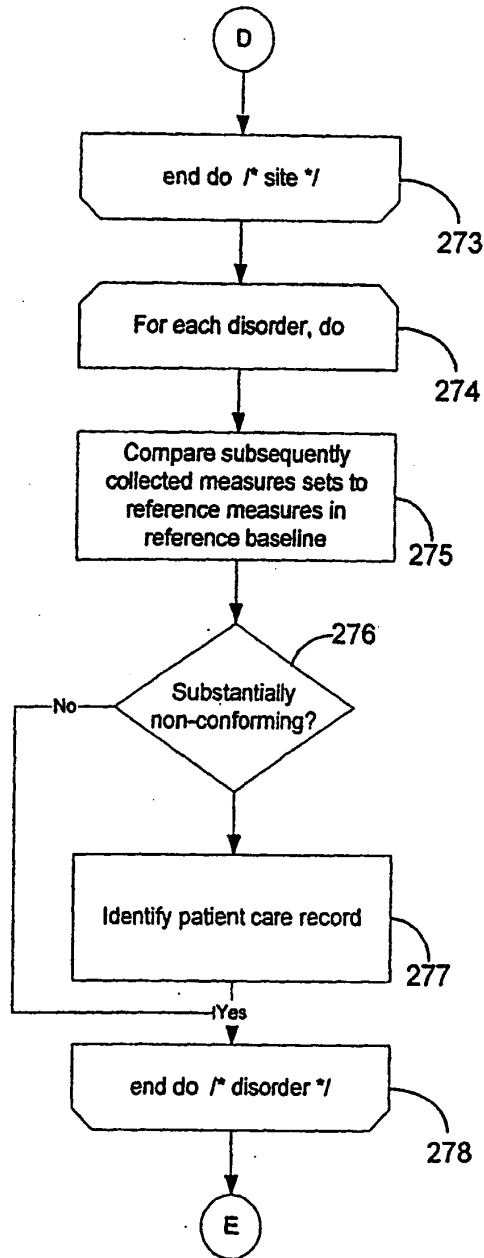 D
end do /* site */
273
For each disorder, do
274
Compare subsequently
collected measures sets to
reference measures in
reference baseline
275
276
Substantially
non-conforming?
No
Identify patient care record
277
Yes
end do /* disorder */
278
E